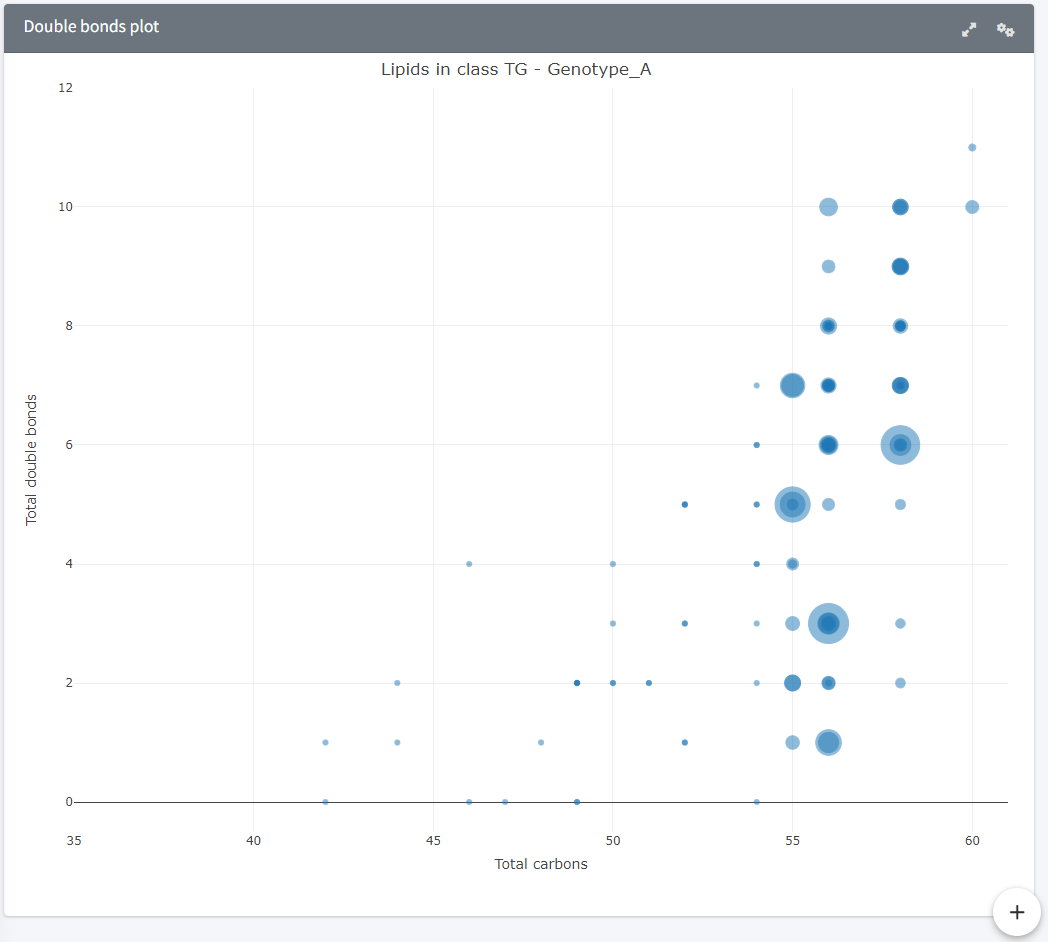 Double bonds plot
Lipids in class TG - Genotype_A
12
10
8
6
4
2
0
Total double bonds
35 40 45 50 55 60
Total carbons
+